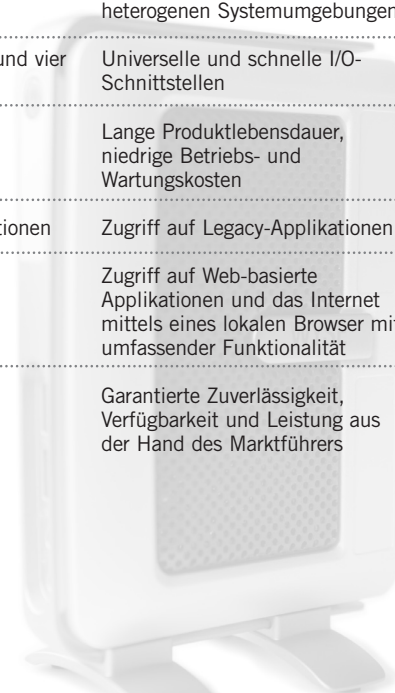 heterogenen Systemumgebungen
und vier Universelle und schnelle I/O-
Schnittstellen
Lange Produktlebensdauer,
niedrige Betriebs- und
Wartungskosten
tionen Zugriff auf Legacy-Applikationen
Zugriff auf Web-basierte
Applikationen und das Internet
mittels eines lokalen Browser mit
umfassender Funktionalität
Garantierte Zuverlässigkeit,
Verfügbarkeit und Leistung aus
der Hand des Marktführers